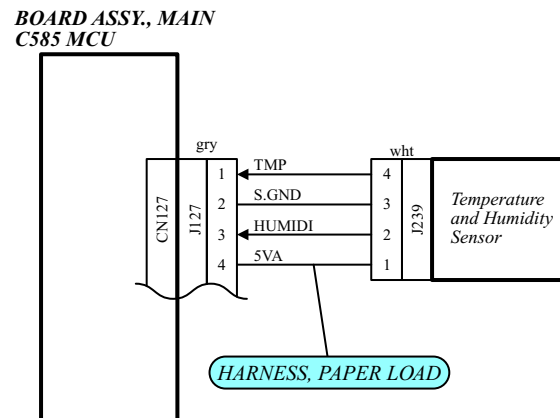 BOARD ASSY., MAIN
C585 MCU
gry
wht
CN127
J127
1
2
3
4
TMP
S.GND
HUMIDI
5VA
4
3
2
1
J239
Temperature
and Humidity
Sensor
HARNESS, PAPER LOAD